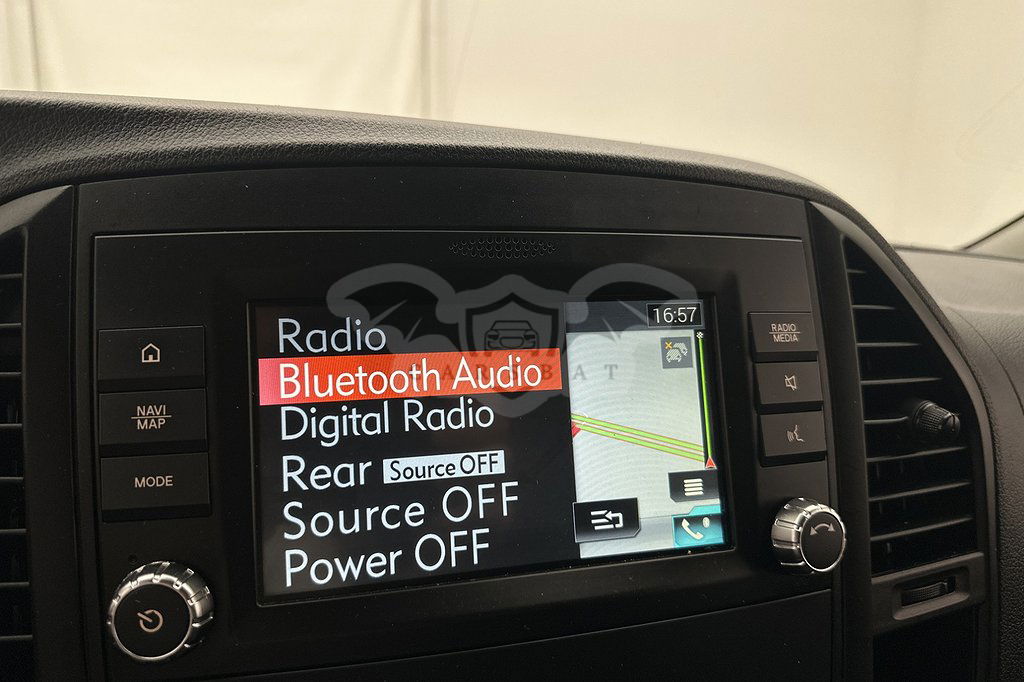 Radio
16:57
Bluetooth Audio
Digital Radio
Rear Source OFF
Source OFF
Power OFF
NAVI
MAP
MODE
RADIO
MEDIA